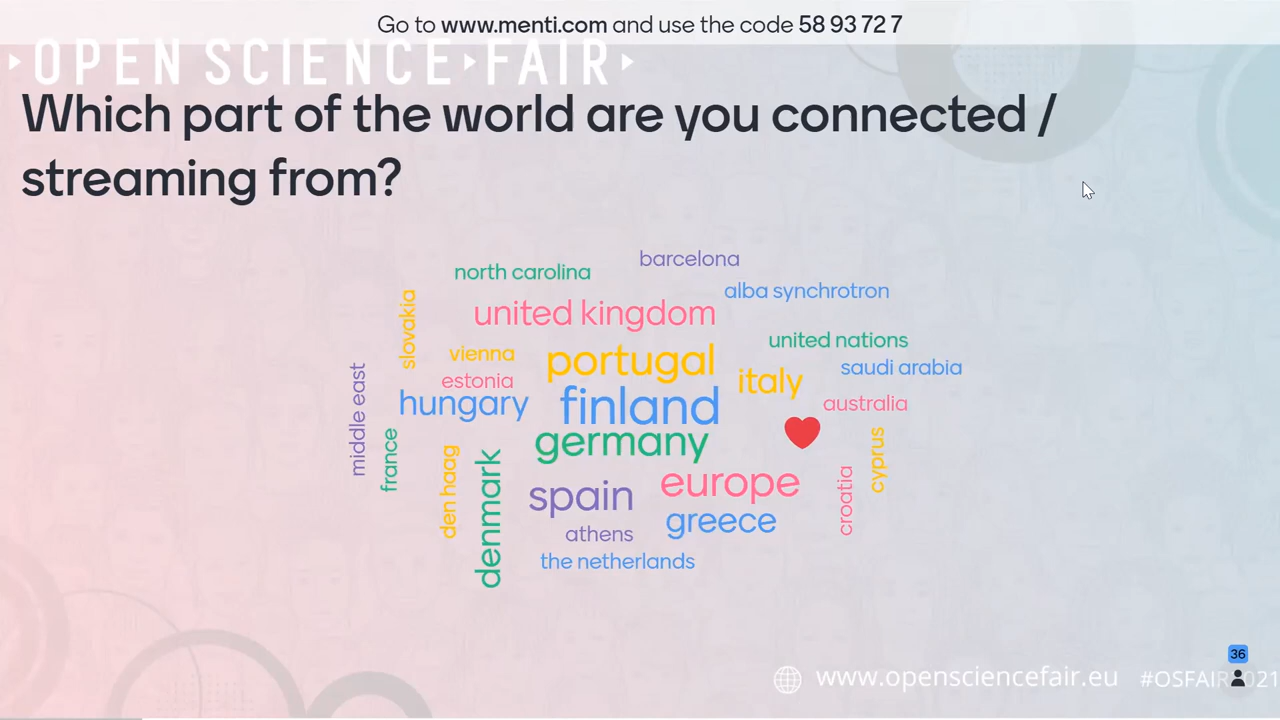 Go to www.menti.com and use the code 58 93 72 7
OPEN SCIENCE FAIR
Which part of the world are you connected /
streaming from?
barcelona
north carolina
alba synchrotron
united kingdom
slovakia
united nations
vienna
portugal
saudi arabia
estonia
italy
middle east
hungary
finland
australia
france
germany
cyprus
den haag
denmark
spain
europe
croatia
greece
athens
the netherlands
36
www.opensciencefair.eu #OSFAIR2021